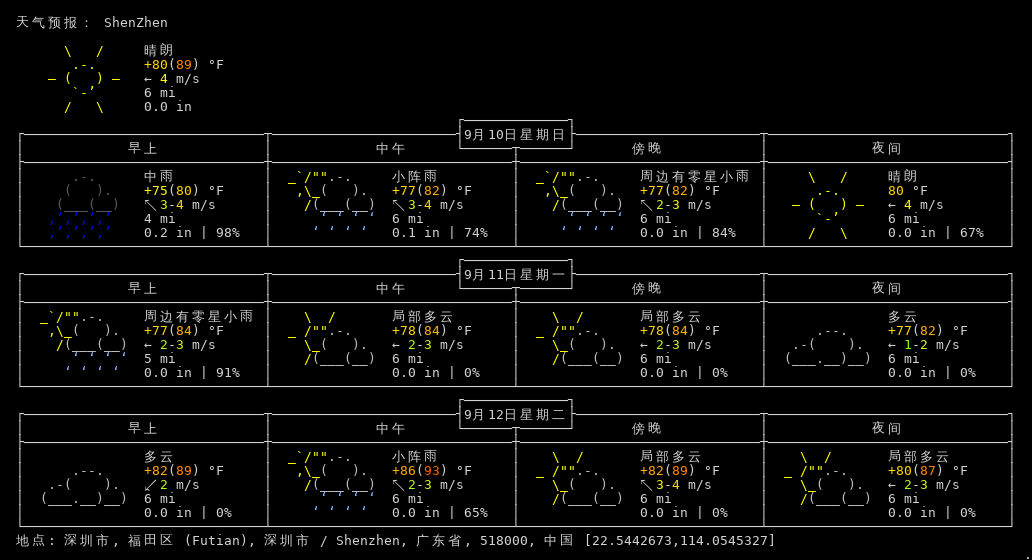 天气预报： ShenZhen
晴朗
+80(89) °F
← 4 m/s
6 mi
0.0 in
9月10日星期日
早上 中午 傍晚 夜间
中雨 小阵雨 周边有零星小雨 晴朗
+75(80) °F +77(82) °F +77(82) °F 80 °F
↖ 3-4 m/s ↖ 3-4 m/s ↖ 2-3 m/s ← 4 m/s
4 mi 6 mi 6 mi 6 mi
0.2 in | 98% 0.1 in | 74% 0.0 in | 84% 0.0 in | 67%
9月11日星期一
早上 中午 傍晚 夜间
周边有零星小雨 局部多云 局部多云 多云
+77(84) °F +78(84) °F +78(84) °F +77(82) °F
← 2-3 m/s ← 2-3 m/s ← 2-3 m/s ← 1-2 m/s
5 mi 6 mi 6 mi 6 mi
0.0 in | 91% 0.0 in | 0% 0.0 in | 0% 0.0 in | 0%
9月12日星期二
早上 中午 傍晚 夜间
多云 小阵雨 局部多云 局部多云
+82(89) °F +86(93) °F +82(89) °F +80(87) °F
↙ 2 m/s ↖ 2-3 m/s ↖ 3-4 m/s ← 2-3 m/s
6 mi 6 mi 6 mi 6 mi
0.0 in | 0% 0.0 in | 65% 0.0 in | 0% 0.0 in | 0%
地点: 深圳市, 福田区 (Futian), 深圳市 / Shenzhen, 广东省, 518000, 中国 [22.5442673,114.0545327]